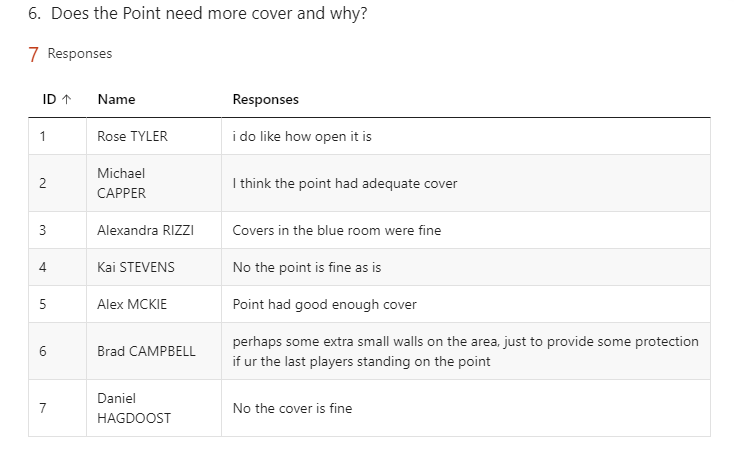 6. Does the Point need more cover and why?
7 Responses
ID ↑ Name Responses
1 Rose TYLER i do like how open it is
2 Michael CAPPER I think the point had adequate cover
3 Alexandra RIZZI Covers in the blue room were fine
4 Kai STEVENS No the point is fine as is
5 Alex MCKIE Point had good enough cover
6 Brad CAMPBELL perhaps some extra small walls on the area, just to provide some protection
if ur the last players standing on the point
7 Daniel HAGDOOST No the cover is fine